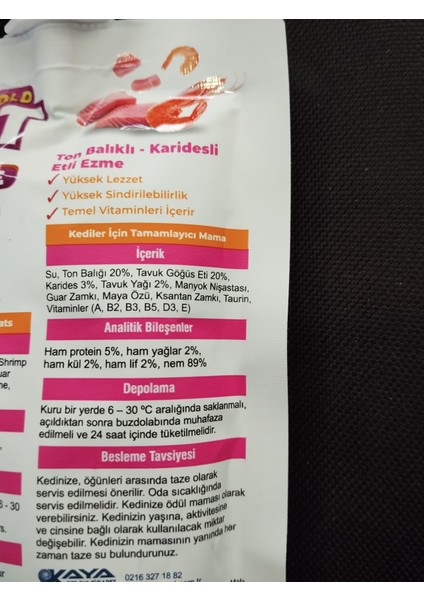 OLD
Ton Balıklı - Karidesli
Etli Ezme
Yüksek Lezzet
Yüksek Sindirilebilirlik
Temel Vitaminleri İçerir
Kediler İçin Tamamlayıcı Mama
İçerik
Su, Ton Balığı 20%, Tavuk Göğüs Eti 20%,
Karides 3%, Tavuk Yağı 2%, Manyok Nişastası,
Guar Zamkı, Maya Özü, Ksantan Zamkı, Taurin,
Vitaminler (A, B2, B3, B5, D3, E)
Analitik Bileşenler
Ham protein 5%, ham yağlar 2%,
ham kül 2%, ham lif 2%, nem 89%
Depolama
Kuru bir yerde 6 – 30 ºC aralığında saklanmalı,
açıldıktan sonra buzdolabında muhafaza
edilmeli ve 24 saat içinde tüketilmelidir.
Besleme Tavsiyesi
Kedinize, öğünleri arasında taze olarak
servis edilmesi önerilir. Oda sıcaklığında
servis edilmelidir. Kedinize ödül maması olarak
verebilirsiniz. Kedinizin yaşına, aktivitesine
ve cinsine bağlı olarak kullanılacak miktar
değişebilir. Kedinizin mamasının yanında her
zaman taze su bulundurunuz.
KAYA
0216 327 18 82
Shrimp
6 - 30